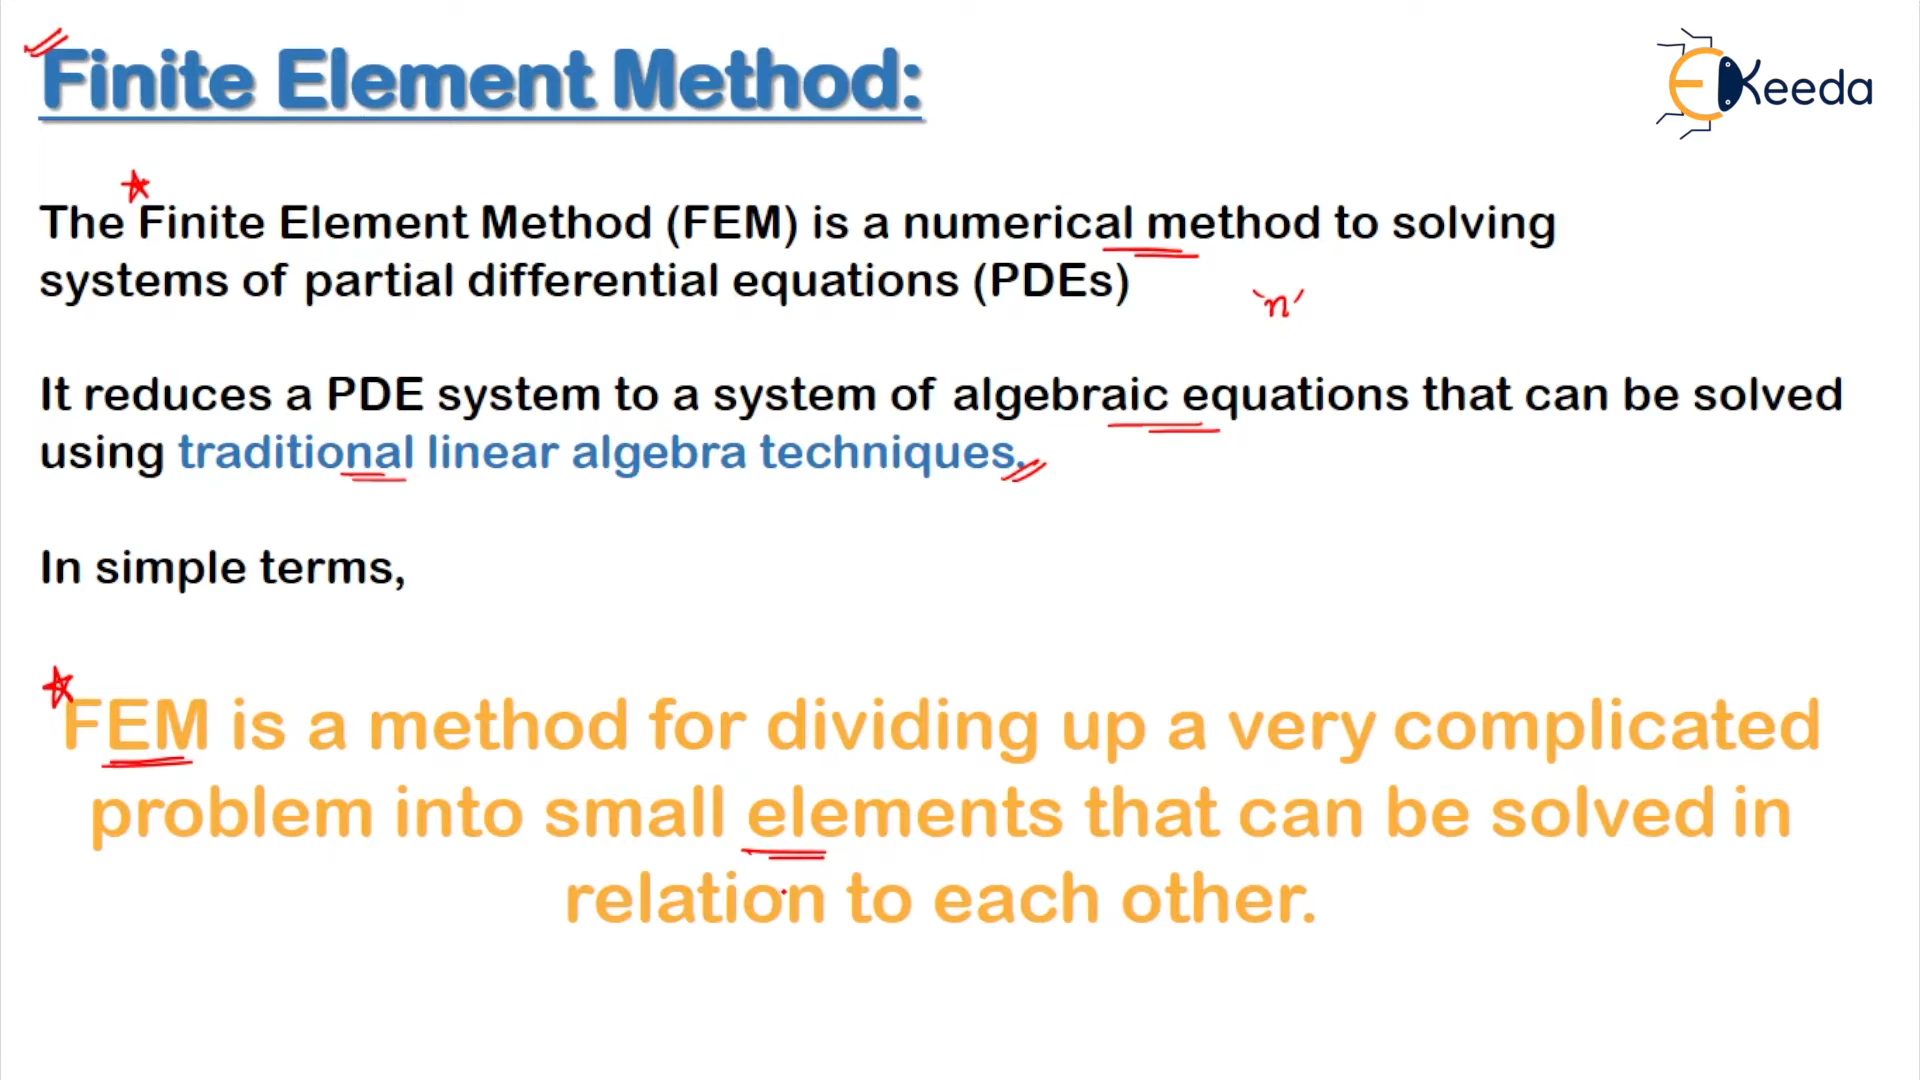 Finite Element Method:
EKeeda
The Finite Element Method (FEM) is a numerical method to solving
systems of partial differential equations (PDEs)
'n'
It reduces a PDE system to a system of algebraic equations that can be solved
using traditional linear algebra techniques.
In simple terms,
FEM is a method for dividing up a very complicated
problem into small elements that can be solved in
relation to each other.